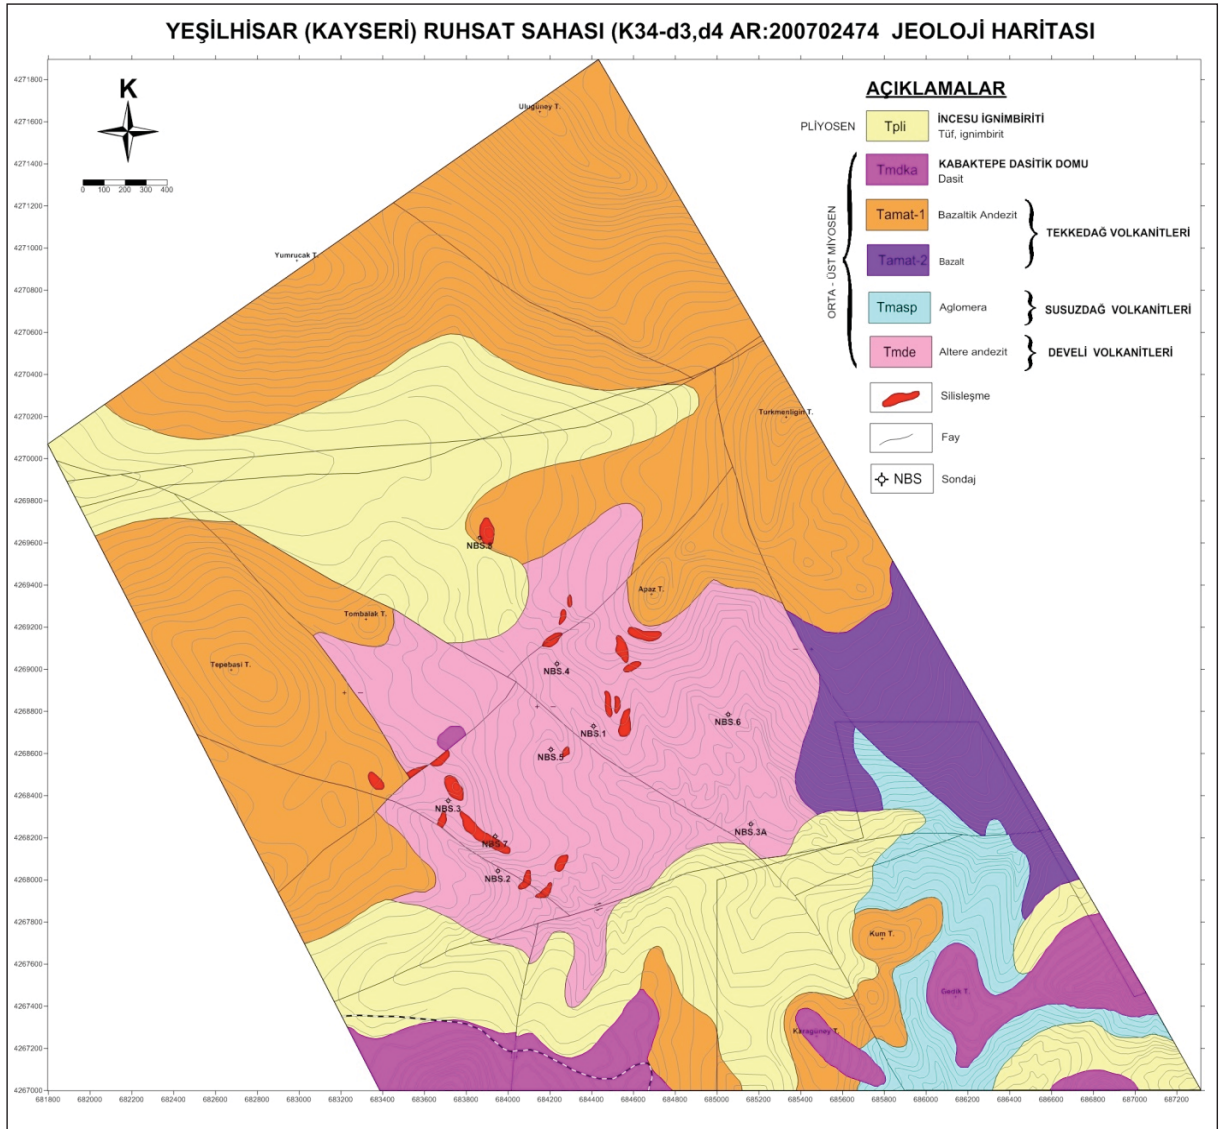 YEŞİLHİSAR (KAYSERİ) RUHSAT SAHASI (K34-d3,d4 AR:200702474 JEOLOJİ HARİTASI
K
0 100 200 300 400
AÇIKLAMALAR
PLİYOSEN
Tpli
İNCESU İGNİMBİRİTİ
Tüf, ignimbirit
ORTA - ÜST MİYOSEN
Tmdka
KABAKTEPE DASİTİK DOMU
Dasit
Tamat-1
Bazaltik Andezit
TEKKEDAĞ VOLKANİTLERİ
Tamat-2
Bazalt
Tmasp
Aglomera
SUSUZDAĞ VOLKANİTLERİ
Tmde
Altere andezit
DEVELİ VOLKANİTLERİ
Silisleşme
Fay
NBS
Sondaj
Uluguney T.
Yumrucak T.
Turkmenligin T.
NBS.8
Apaz T.
Tombalak T.
Tepebasi T.
NBS.4
NBS.6
NBS.1
NBS.5
NBS.3
NBS.3A
NBS.7
NBS.2
Kum T.
Gedik T.
Karaguney T.
4271800
4271600
4271400
4271200
4271000
4270800
4270600
4270400
4270200
4270000
4269800
4269600
4269400
4269200
4269000
4268800
4268600
4268400
4268200
4268000
4267800
4267600
4267400
4267200
4267000
681800 682000 682200 682400 682600 682800 683000 683200 683400 683600 683800 684000 684200 684400 684600 684800 685000 685200 685400 685600 685800 686000 686200 686400 686600 686800 687000 687200